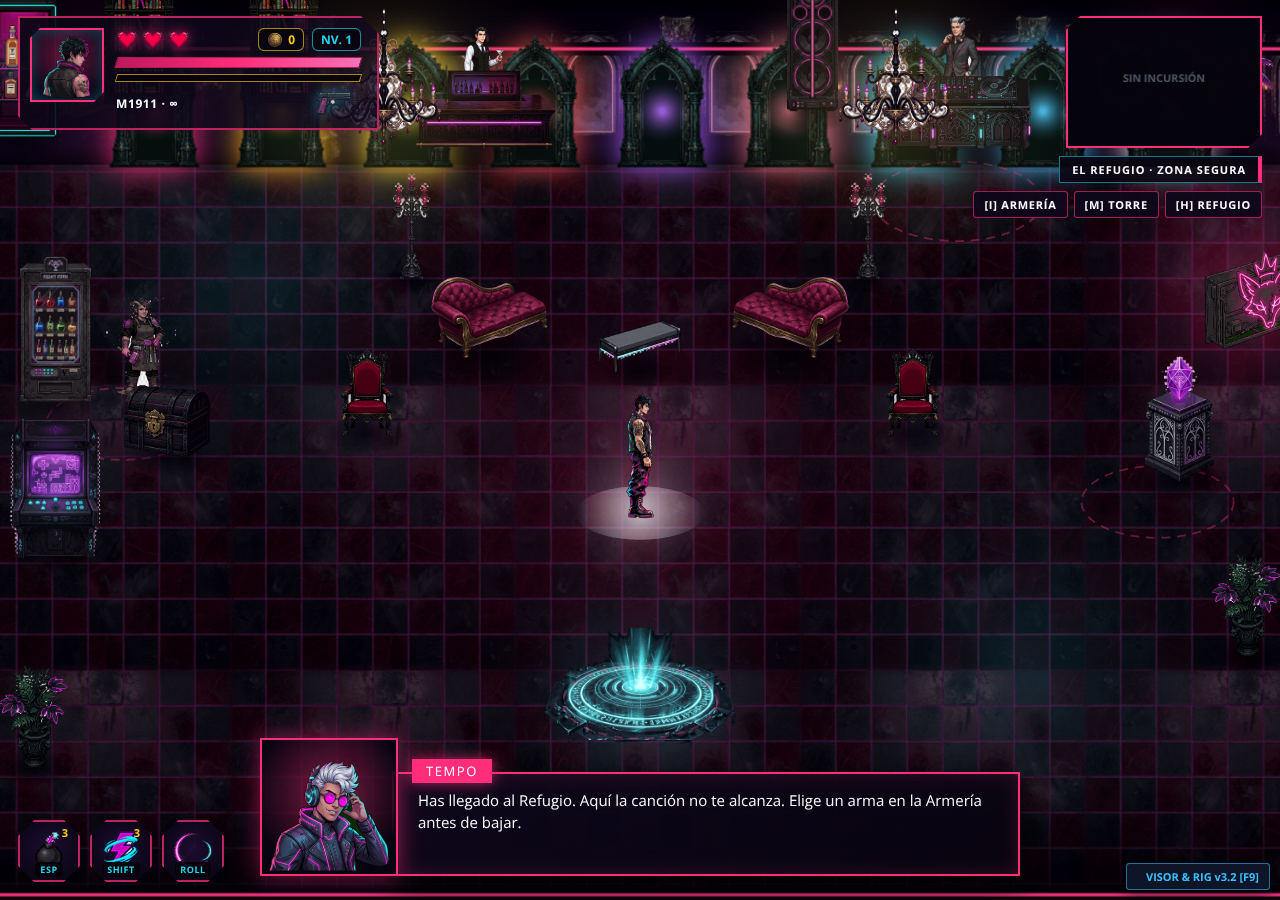 0
NV. 1
M1911 · ∞
SIN INCURSIÓN
EL REFUGIO · ZONA SEGURA
[I] ARMERÍA
[M] TORRE
[H] REFUGIO
TEMPO
Has llegado al Refugio. Aquí la canción no te alcanza. Elige un arma en la Armería
antes de bajar.
3
ESP
3
SHIFT
ROLL
VISOR & RIG v3.2 [F9]